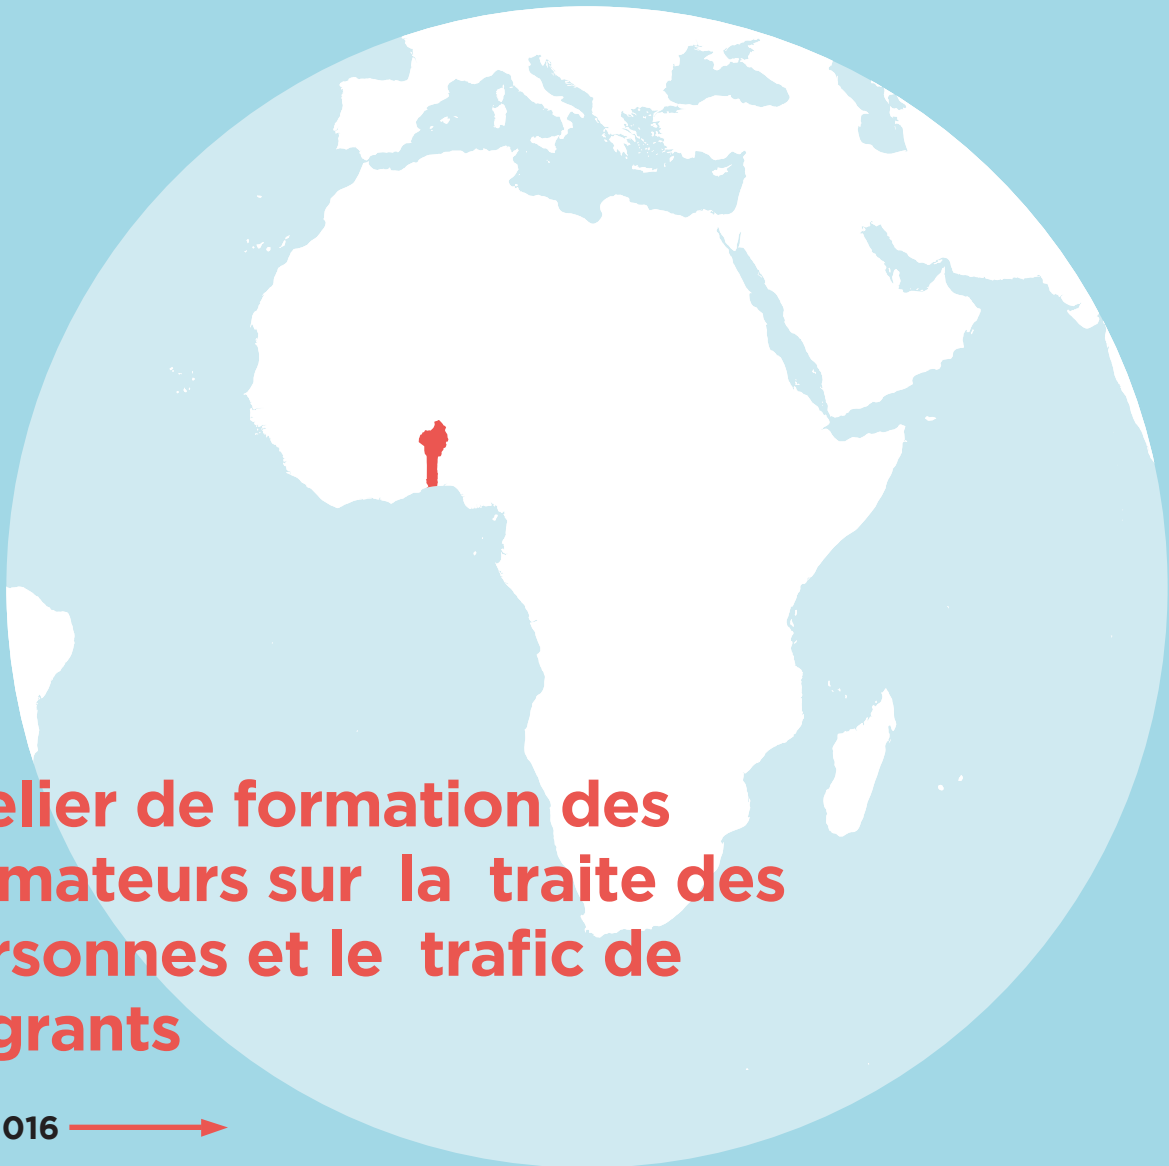 elier de formation des
mateurs sur la traite des
rsonnes et le trafic de
grants
016